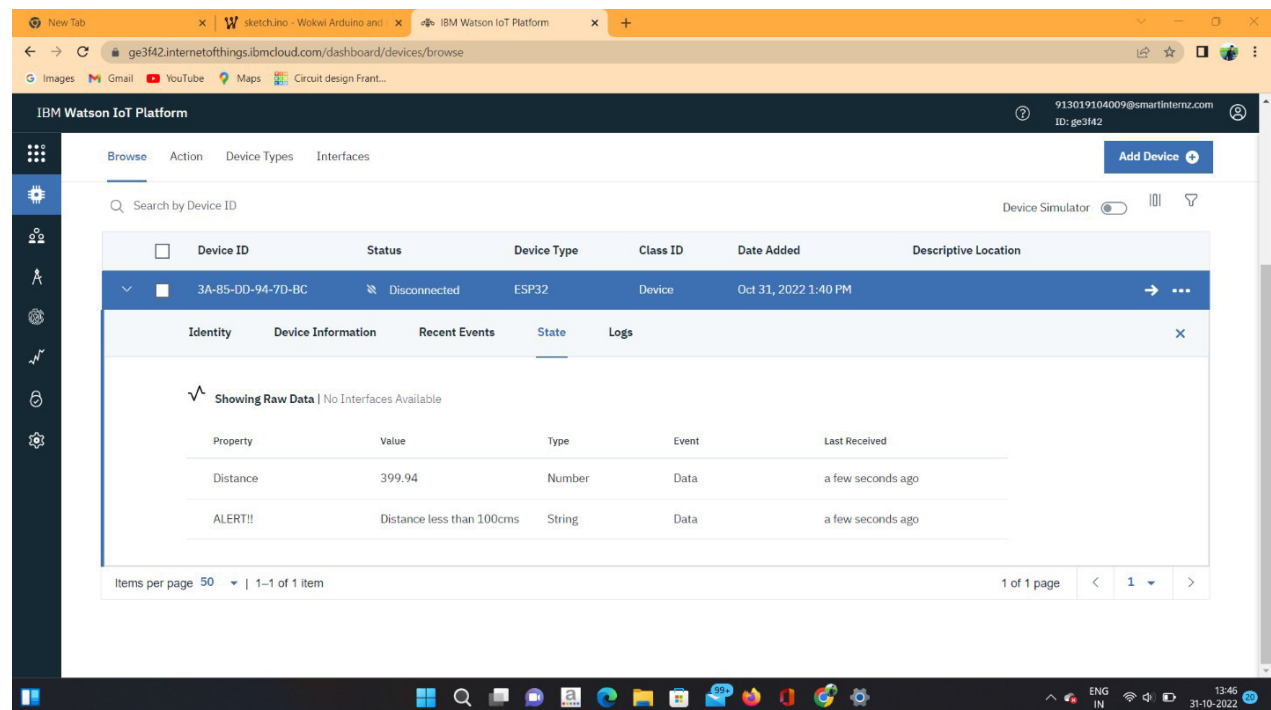 New Tab
sketch.ino - Wokwi Arduino and
IBM Watson IoT Platform
ge3f42.internetofthings.ibmcloud.com/dashboard/devices/browse
Images Gmail YouTube Maps Circuit design Frant...
IBM Watson IoT Platform
913019104009@smartinternz.com
ID: ge3f42
Browse Action Device Types Interfaces
Add Device
Search by Device ID
Device Simulator
Device ID Status Device Type Class ID Date Added Descriptive Location
3A-85-DD-94-7D-BC Disconnected ESP32 Device Oct 31, 2022 1:40 PM
Identity Device Information Recent Events State Logs
Showing Raw Data | No Interfaces Available
Property Value Type Event Last Received
Distance 399.94 Number Data a few seconds ago
ALERT!! Distance less than 100cms String Data a few seconds ago
Items per page 50 | 1–1 of 1 item
1 of 1 page 1
99+
ENG
IN
13:46
31-10-2022
20